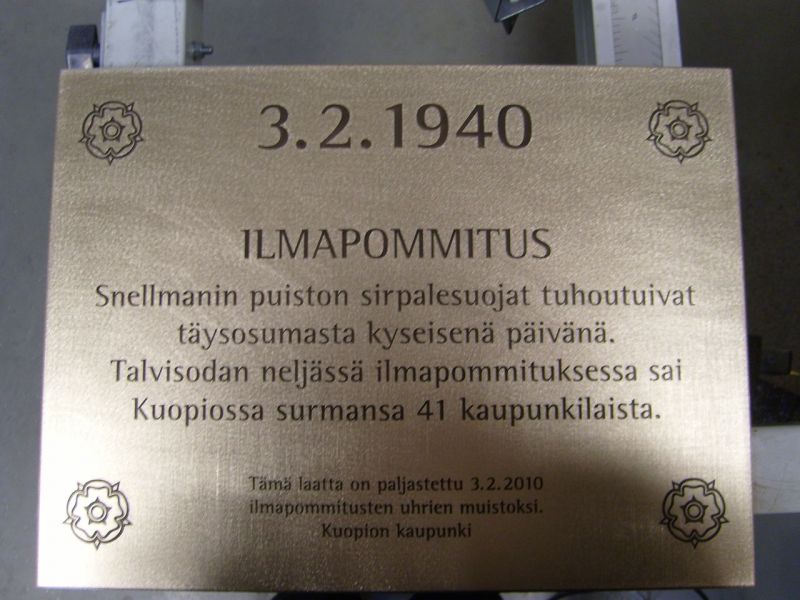 3.2.1940
ILMAPOMMITUS
Snellmanin puiston sirpalesuojat tuhoutuivat
täysosumasta kyseisenä päivänä.
Talvisodan neljässä ilmapommituksessa sai
Kuopiossa surmansa 41 kaupunkilaista.
Tämä laatta on paljastettu 3.2.2010
ilmapommitusten uhrien muistoksi.
Kuopion kaupunki